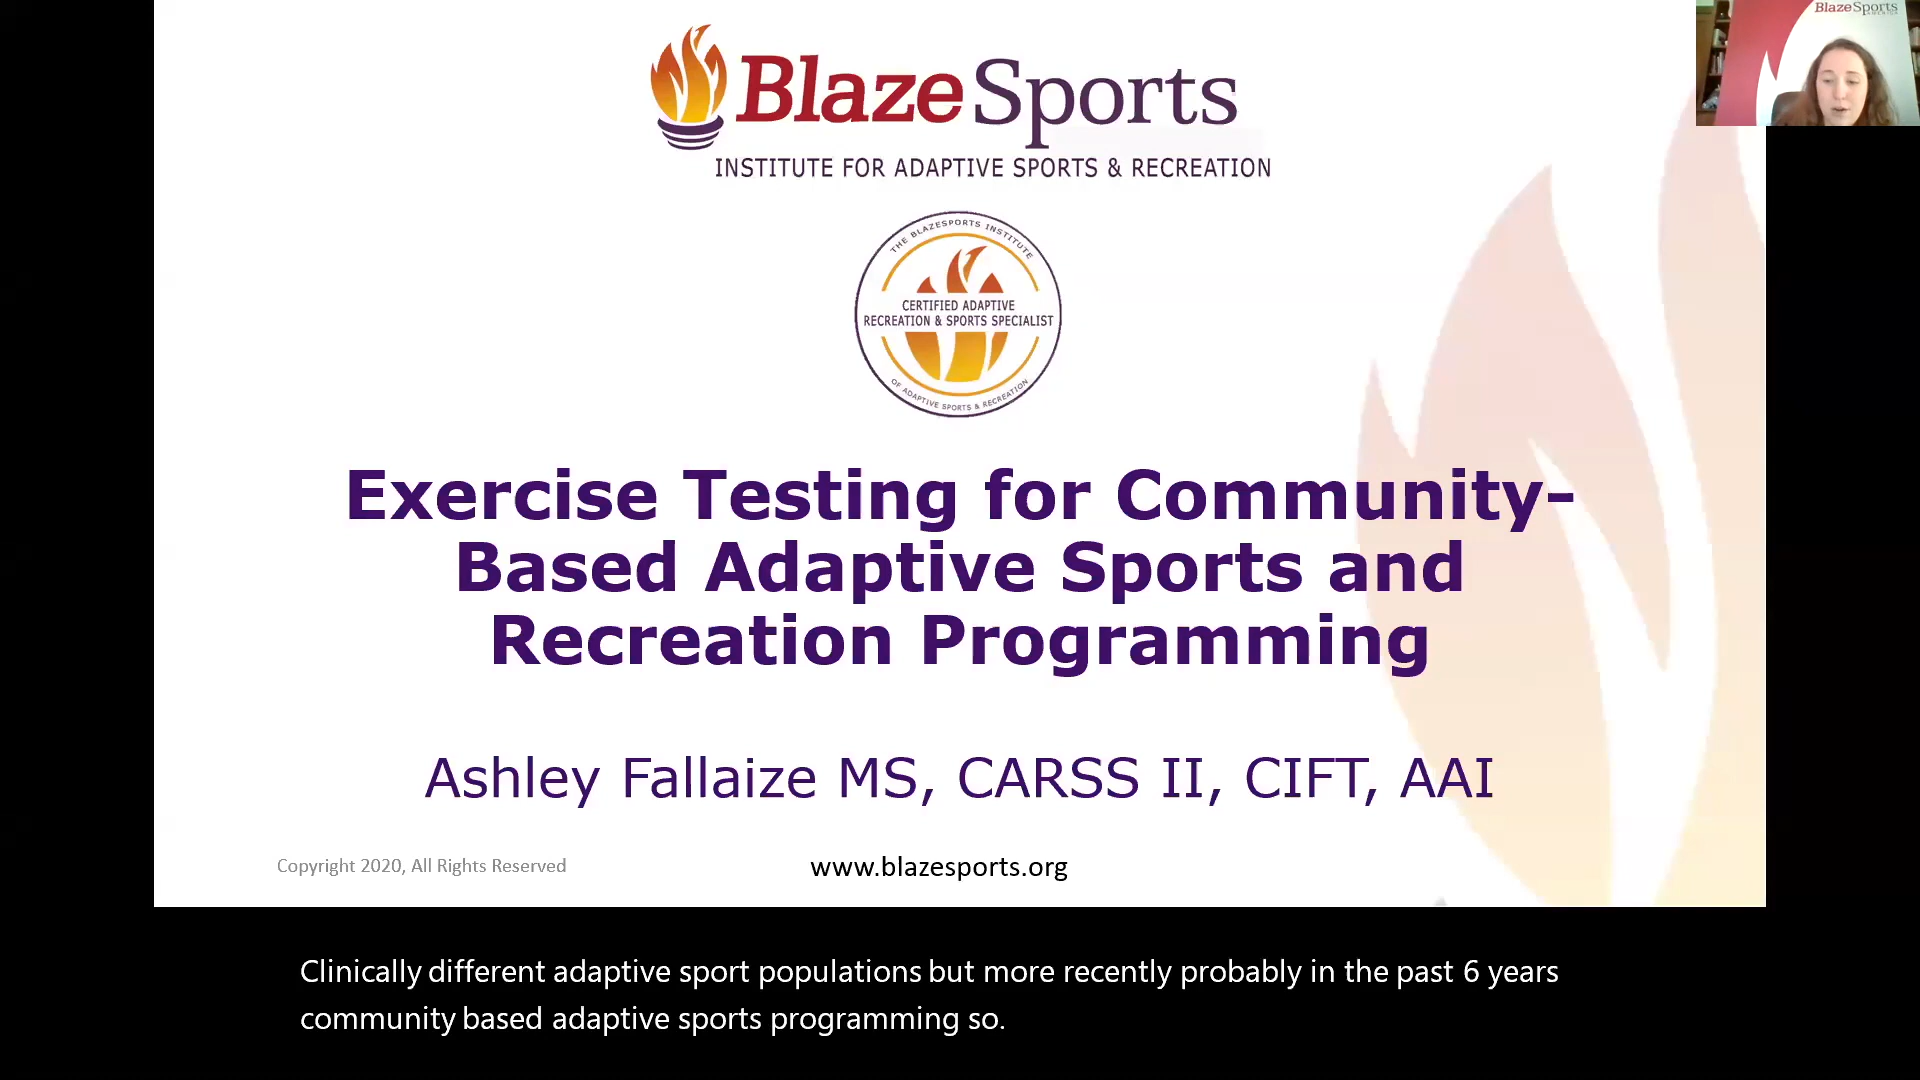 BlazeSports
AMERICA
BlazeSports
INSTITUTE FOR ADAPTIVE SPORTS & RECREATION
THE BLAZESPORTS INSTITUTE
CERTIFIED ADAPTIVE
RECREATION & SPORTS SPECIALIST
OF ADAPTIVE SPORTS & RECREATION
Exercise Testing for Community-
Based Adaptive Sports and
Recreation Programming
Ashley Fallaize MS, CARSS II, CIFT, AAI
Copyright 2020, All Rights Reserved
www.blazesports.org
Clinically different adaptive sport populations but more recently probably in the past 6 years
community based adaptive sports programming so.